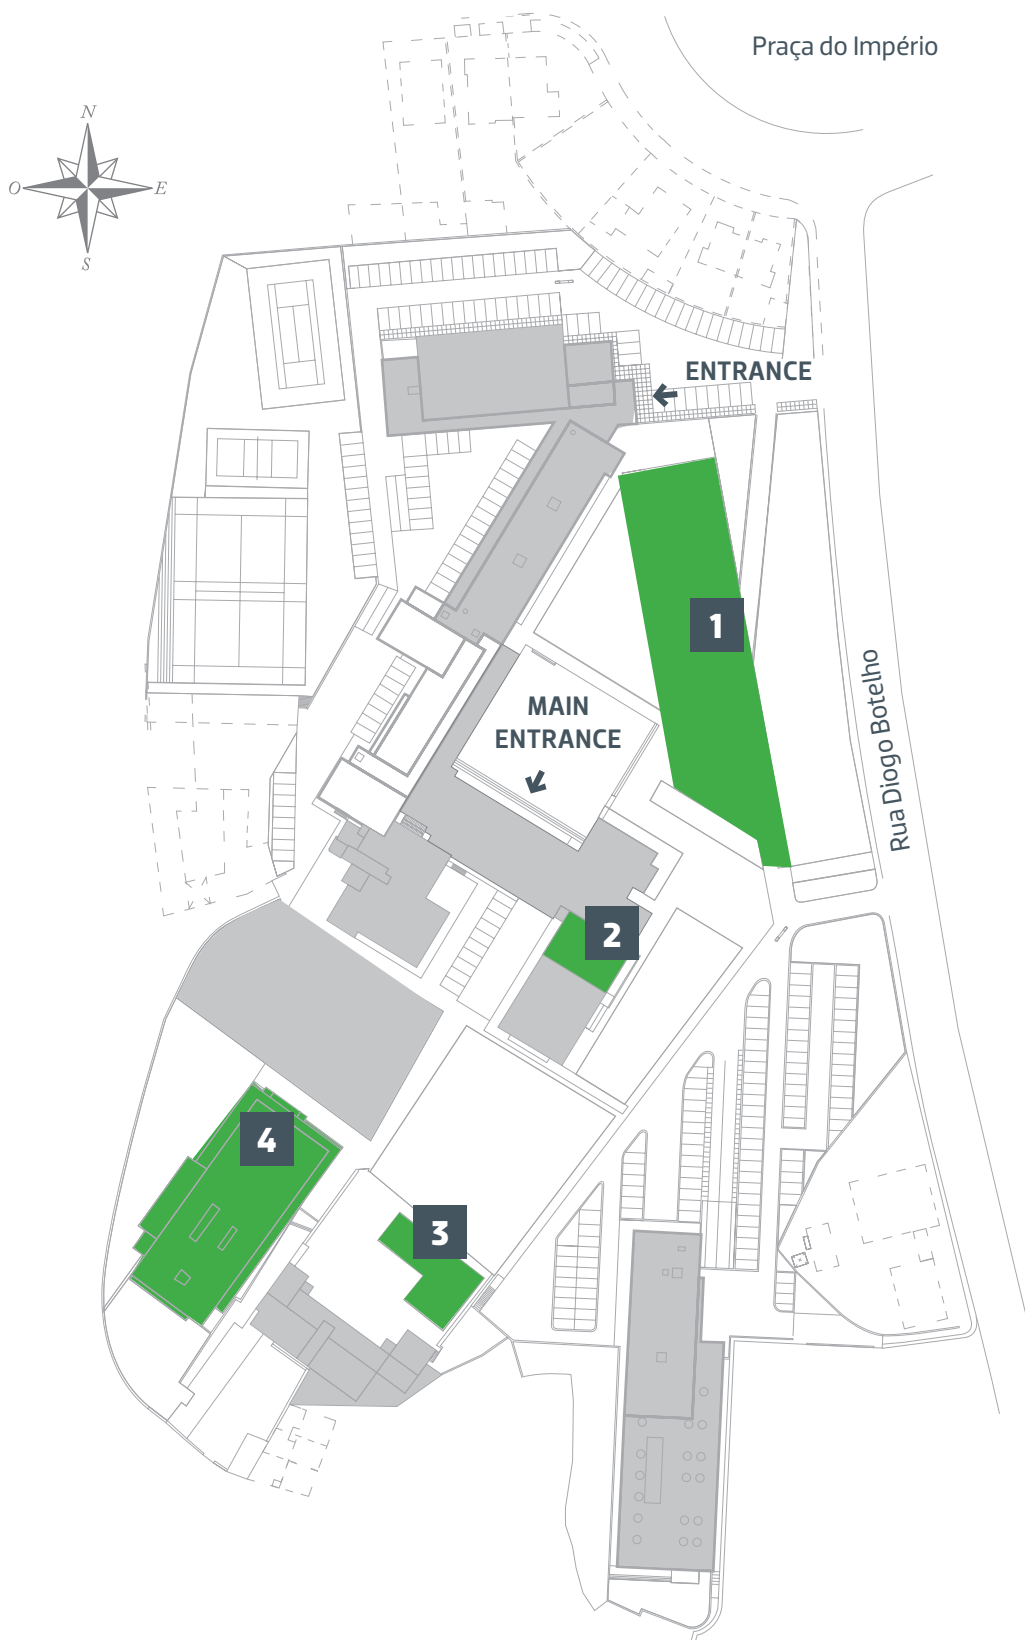 Praça do Império
N
O
E
S
ENTRANCE
1
MAIN
ENTRANCE
Rua Diogo Botelho
2
4
3